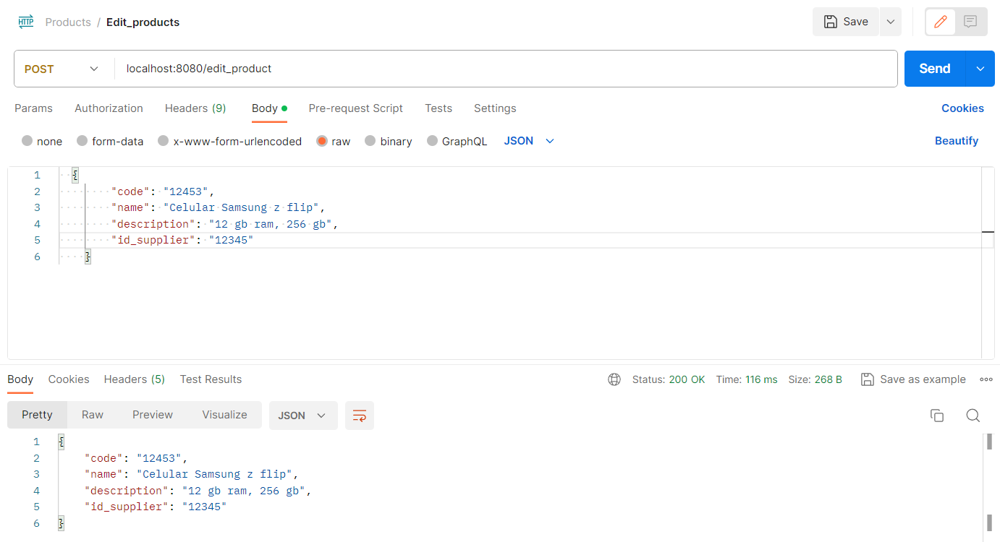 HTTP Products / Edit_products Save
POST localhost:8080/edit_product Send
Params Authorization Headers (9) Body Pre-request Script Tests Settings Cookies
none form-data x-www-form-urlencoded raw binary GraphQL JSON Beautify
1 {
2 "code": "12453",
3 "name": "Celular Samsung z flip",
4 "description": "12 gb ram, 256 gb",
5 "id_supplier": "12345"
6 }
Body Cookies Headers (5) Test Results Status: 200 OK Time: 116 ms Size: 268 B Save as example
Pretty Raw Preview Visualize JSON
1 {
2 "code": "12453",
3 "name": "Celular Samsung z flip",
4 "description": "12 gb ram, 256 gb",
5 "id_supplier": "12345"
6 }